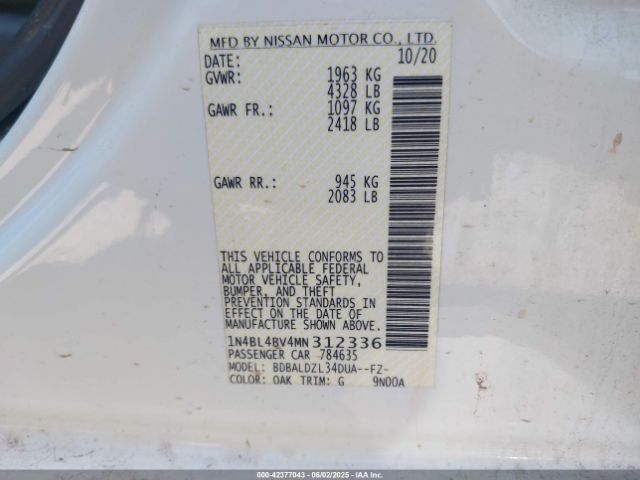 MFD BY NISSAN MOTOR CO., LTD.
DATE: 10/20
GVWR: 1963 KG
4328 LB
GAWR FR.: 1097 KG
2418 LB
GAWR RR.: 945 KG
2083 LB
THIS VEHICLE CONFORMS TO
ALL APPLICABLE FEDERAL
MOTOR VEHICLE SAFETY,
BUMPER, AND THEFT
PREVENTION STANDARDS IN
EFFECT ON THE DATE OF
MANUFACTURE SHOWN ABOVE.
1N4BL4BV4MN312336
PASSENGER CAR 784635
MODEL: BDBALDZL34DUA--FZ-
COLOR: QAK TRIM: G 9N00A
000-42377043 - 06/02/2025 - IAA Inc.